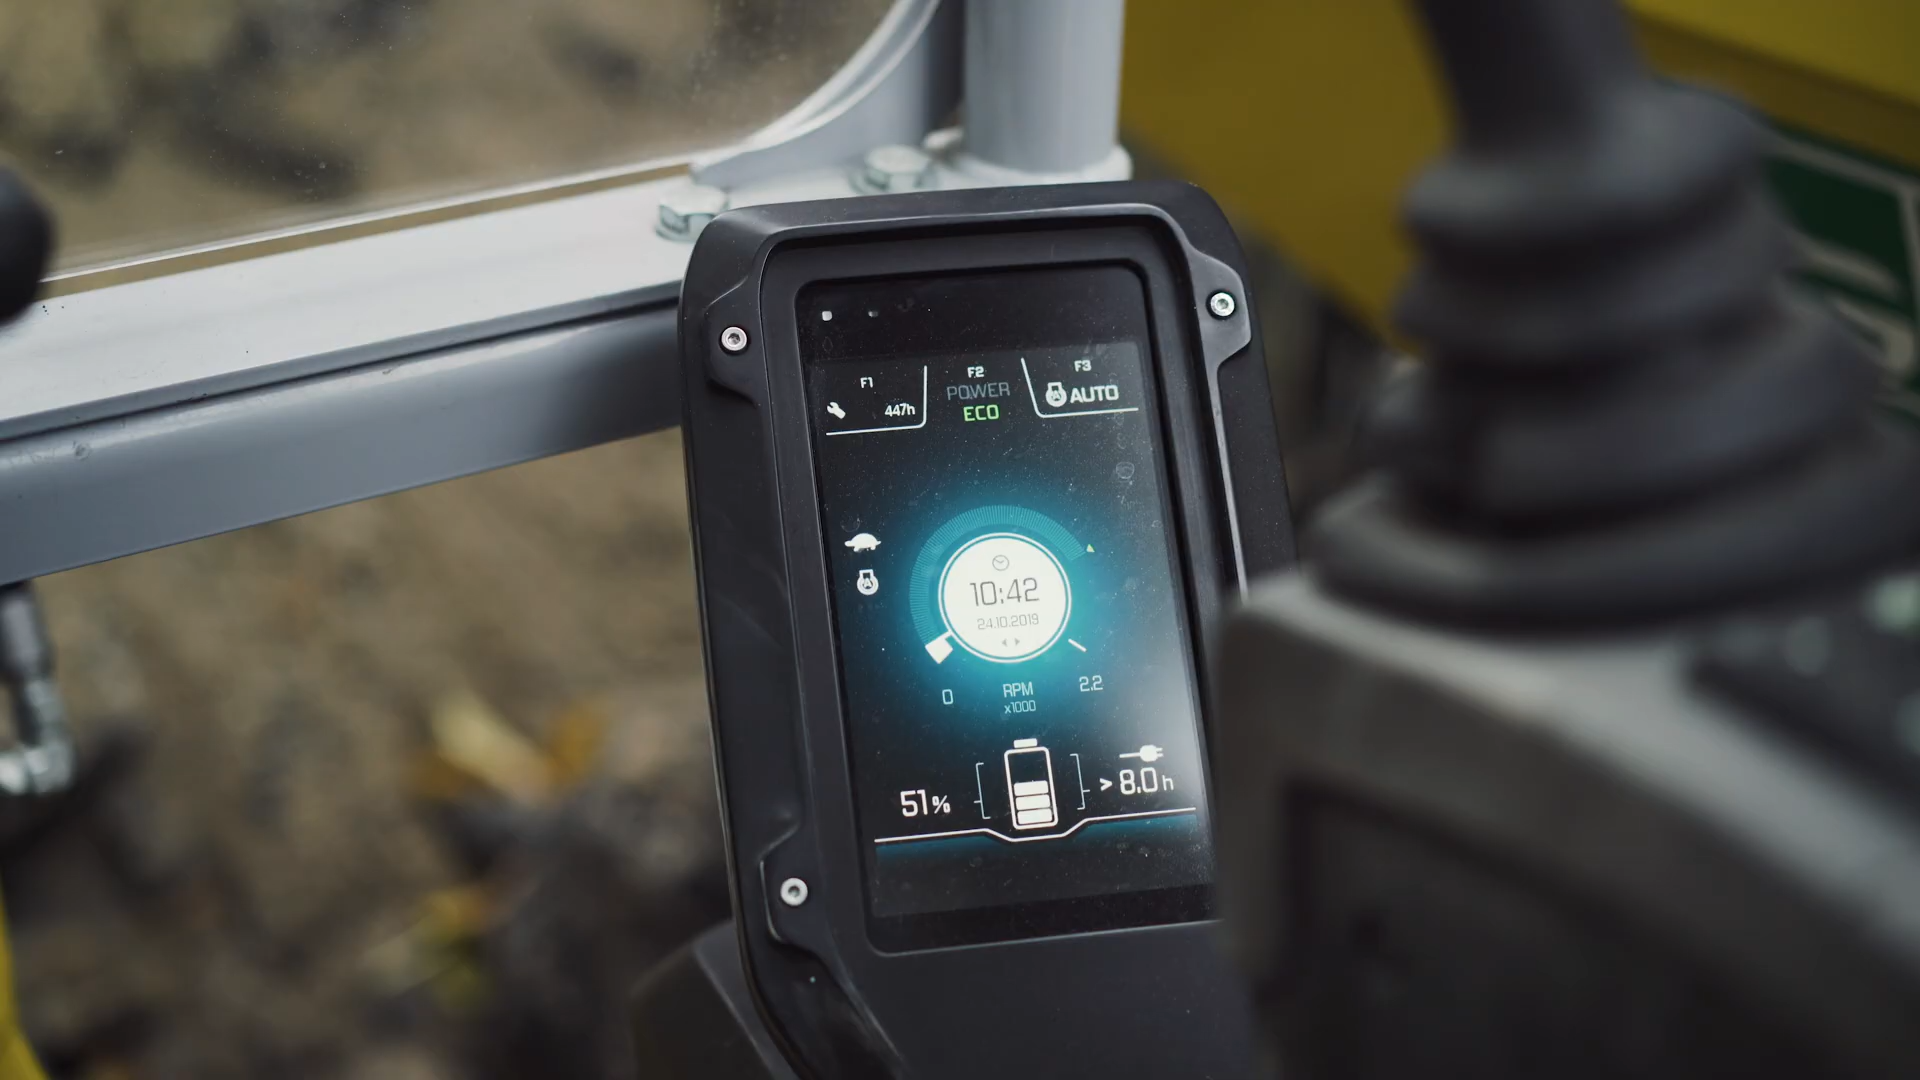 F1
447h
F2
POWER
ECO
F3
AUTO
10:42
24.10.2019
0
RPM
x1000
2.2
51%
> 8.0h